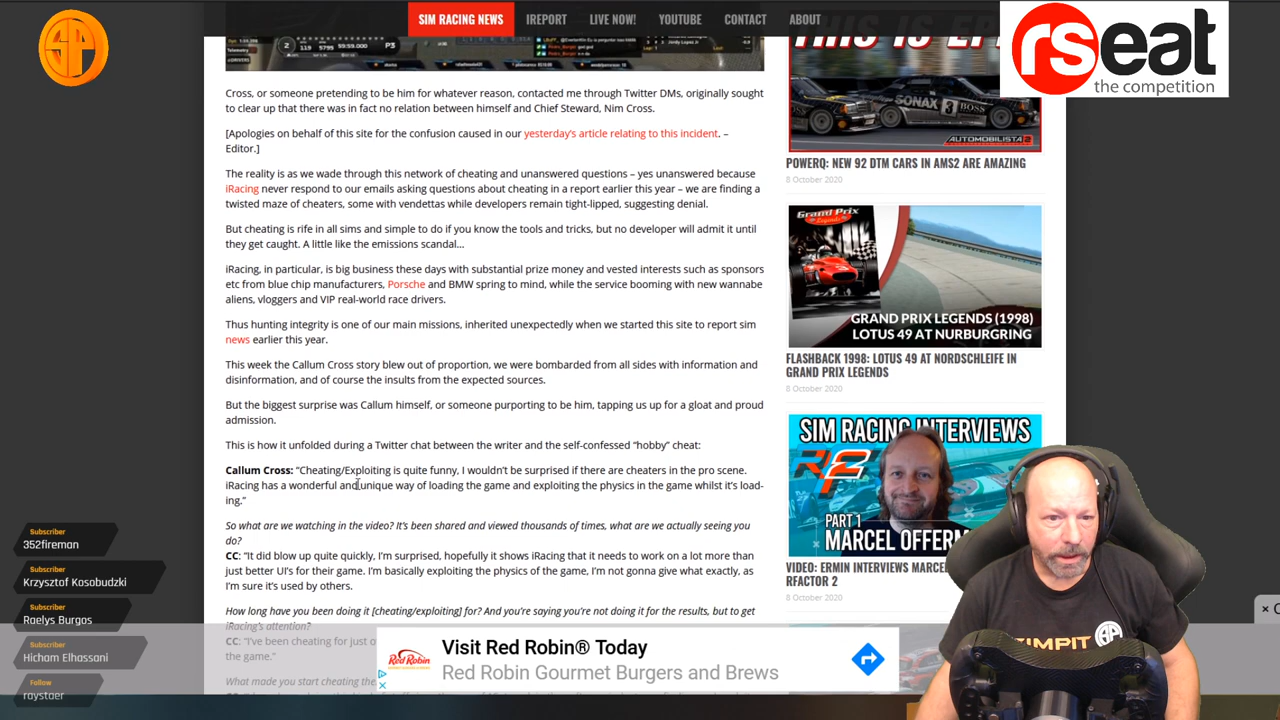 SIM RACING NEWS
IREPORT
LIVE NOW!
YOUTUBE
CONTACT
ABOUT
rseat
the competition
Cross, or someone pretending to be him for whatever reason, contacted me through Twitter DMs, originally sought
to clear up that there was in fact no relation between himself and Chief Steward, Nim Cross.
[Apologies on behalf of this site for the confusion caused in our yesterday's article relating to this incident. –
Editor.]
The reality is as we wade through this network of cheating and unanswered questions – yes unanswered because
iRacing never respond to our emails asking questions about cheating in a report earlier this year – we are finding a
twisted maze of cheaters, some with vendettas while developers remain tight-lipped, suggesting denial.
But cheating is rife in all sims and simple to do if you know the tools and tricks, but no developer will admit it until
they get caught. A little like the emissions scandal...
iRacing, in particular, is big business these days with substantial prize money and vested interests such as sponsors
etc from blue chip manufacturers, Porsche and BMW spring to mind, while the service booming with new wannabe
aliens, vloggers and VIP real-world race drivers.
Thus hunting integrity is one of our main missions, inherited unexpectedly when we started this site to report sim
news earlier this year.
This week the Callum Cross story blew out of proportion, we were bombarded from all sides with information and
disinformation, and of course the insults from the expected sources.
But the biggest surprise was Callum himself, or someone purporting to be him, tapping us up for a gloat and proud
admission.
This is how it unfolded during a Twitter chat between the writer and the self-confessed "hobby" cheat:
Callum Cross: "Cheating/Exploiting is quite funny, I wouldn't be surprised if there are cheaters in the pro scene.
iRacing has a wonderful and unique way of loading the game and exploiting the physics in the game whilst it's load-
ing."
So what are we watching in the video? It's been shared and viewed thousands of times, what are we actually seeing you
do?
CC: "It did blow up quite quickly, I'm surprised, hopefully it shows iRacing that it needs to work on a lot more than
just better UI's for their game. I'm basically exploiting the physics of the game, I'm not gonna give what exactly, as
I'm sure it's used by others.
How long have you been doing it [cheating/exploiting] for? And you're saying you're not doing it for the results, but to get
iRacing's attention?
CC: "I've been cheating for just
the game."
What made you start cheating
SONAX 3 BOSS
AUTOMOBILISTA 2
POWERQ: NEW 92 DTM CARS IN AMS2 ARE AMAZING
8 October 2020
Grand Prix
Legends
GRAND PRIX LEGENDS (1998)
LOTUS 49 AT NURBURGRING
FLASHBACK 1998: LOTUS 49 AT NORDSCHLEIFE IN
GRAND PRIX LEGENDS
8 October 2020
SIM RACING INTERVIEWS
PART 1
MARCEL OFFERM
VIDEO: ERMIN INTERVIEWS MARCE
RFACTOR 2
8 October 2020
Subscriber
352fireman
Subscriber
Krzysztof Kosobudzki
Subscriber
Raelys Burgos
Subscriber
Hicham Elhassani
Follow
raystaer
RED ROBIN
Visit Red Robin® Today
Red Robin Gourmet Burgers and Brews
SIMPIT